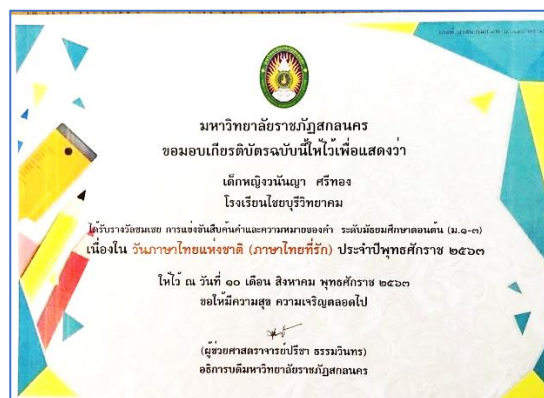 มหาวิทยาลัยราชภัฏสกลนคร
ขอมอบเกียรติบัตรฉบับนี้ให้ไว้เพื่อแสดงว่า
เด็กหญิงวนันญา ศรีทอง
โรงเรียนไชยบุรีวิทยาคม
ได้รับรางวัลชมเชย การแข่งขันสืบค้นคำและความหมายของคำ ระดับมัธยมศึกษาตอนต้น (ม.๑-๓)
เนื่องใน วันภาษาไทยแห่งชาติ (ภาษาไทยที่รัก) ประจำปีพุทธศักราช ๒๕๖๓
ให้ไว้ ณ วันที่ ๑๐ เดือน สิงหาคม พุทธศักราช ๒๕๖๓
ขอให้มีความสุข ความเจริญตลอดไป
(ผู้ช่วยศาสตราจารย์ปรีชา ธรรมวินทร)
อธิการบดีมหาวิทยาลัยราชภัฏสกลนคร